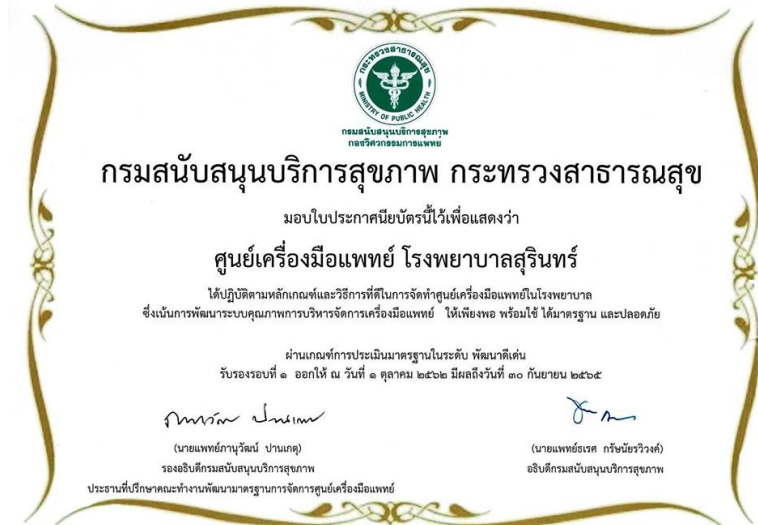 กระทรวงสาธารณสุข
MINISTRY OF PUBLIC HEALTH
กรมสนับสนุนบริการสุขภาพ
กองวิศวกรรมการแพทย์
กรมสนับสนุนบริการสุขภาพ กระทรวงสาธารณสุข
มอบใบประกาศนียบัตรนี้ไว้เพื่อแสดงว่า
ศูนย์เครื่องมือแพทย์ โรงพยาบาลสุรินทร์
ได้ปฏิบัติตามหลักเกณฑ์และวิธีการที่ดีในการจัดทำศูนย์เครื่องมือแพทย์ในโรงพยาบาล
ซึ่งเน้นการพัฒนาระบบคุณภาพการบริหารจัดการเครื่องมือแพทย์ ให้เพียงพอ พร้อมใช้ ได้มาตรฐาน และปลอดภัย
ผ่านเกณฑ์การประเมินมาตรฐานในระดับ พัฒนาดีเด่น
รับรองรอบที่ ๑ ออกให้ ณ วันที่ ๑ ตุลาคม ๒๕๖๒ มีผลถึงวันที่ ๓๐ กันยายน ๒๕๖๕
(นายแพทย์ภานุวัฒน์ ปานเกตุ)
รองอธิบดีกรมสนับสนุนบริการสุขภาพ
ประธานที่ปรึกษาคณะทำงานพัฒนามาตรฐานการจัดการศูนย์เครื่องมือแพทย์
(นายแพทย์ธเรศ กรัษนัยรวิวงค์)
อธิบดีกรมสนับสนุนบริการสุขภาพ